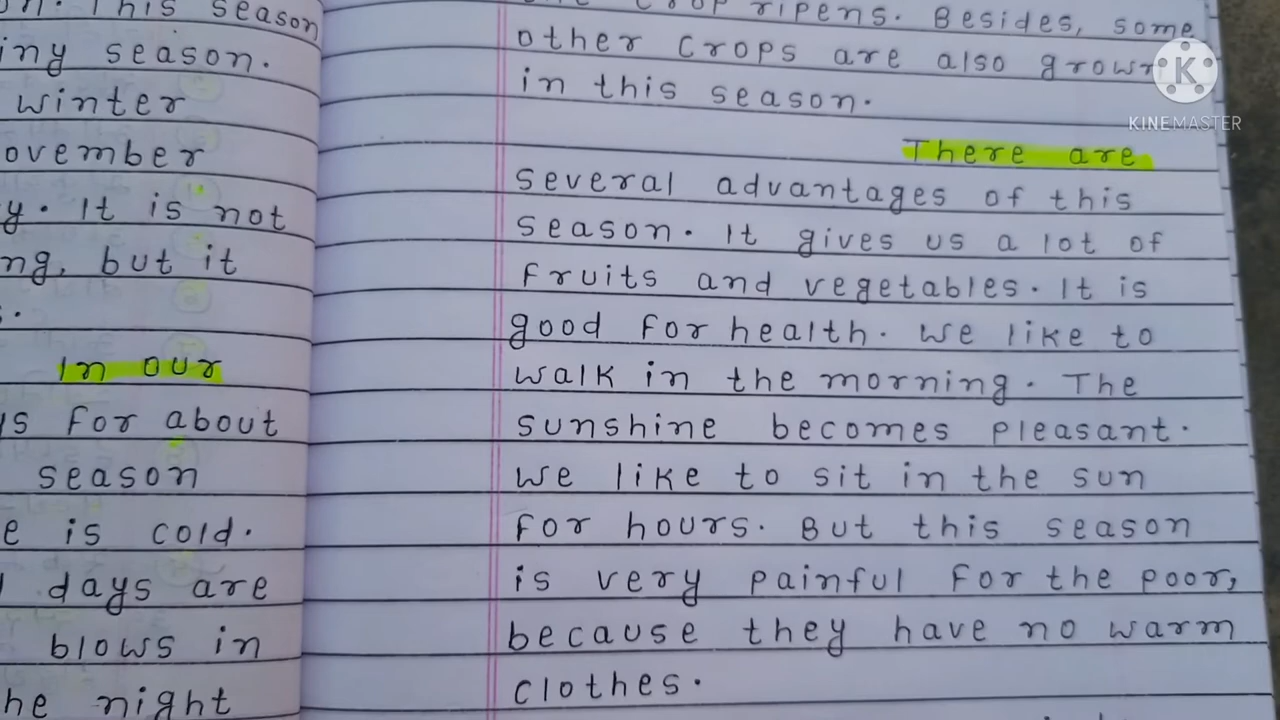 This season
season.
winter
ovember
y. It is not
ng, but it
In our
for about
season
e is cold.
days are
blows in
he night
crop ripens. Besides, some
other crops are also grown
in this season.
There are
several advantages of this
season. It gives us a lot of
fruits and vegetables. It is
good for health. We like to
walk in the morning. The
sunshine becomes pleasant.
We like to sit in the sun
for hours. But this season
is very painful for the poor,
because they have no warm
clothes.
KINEMASTER